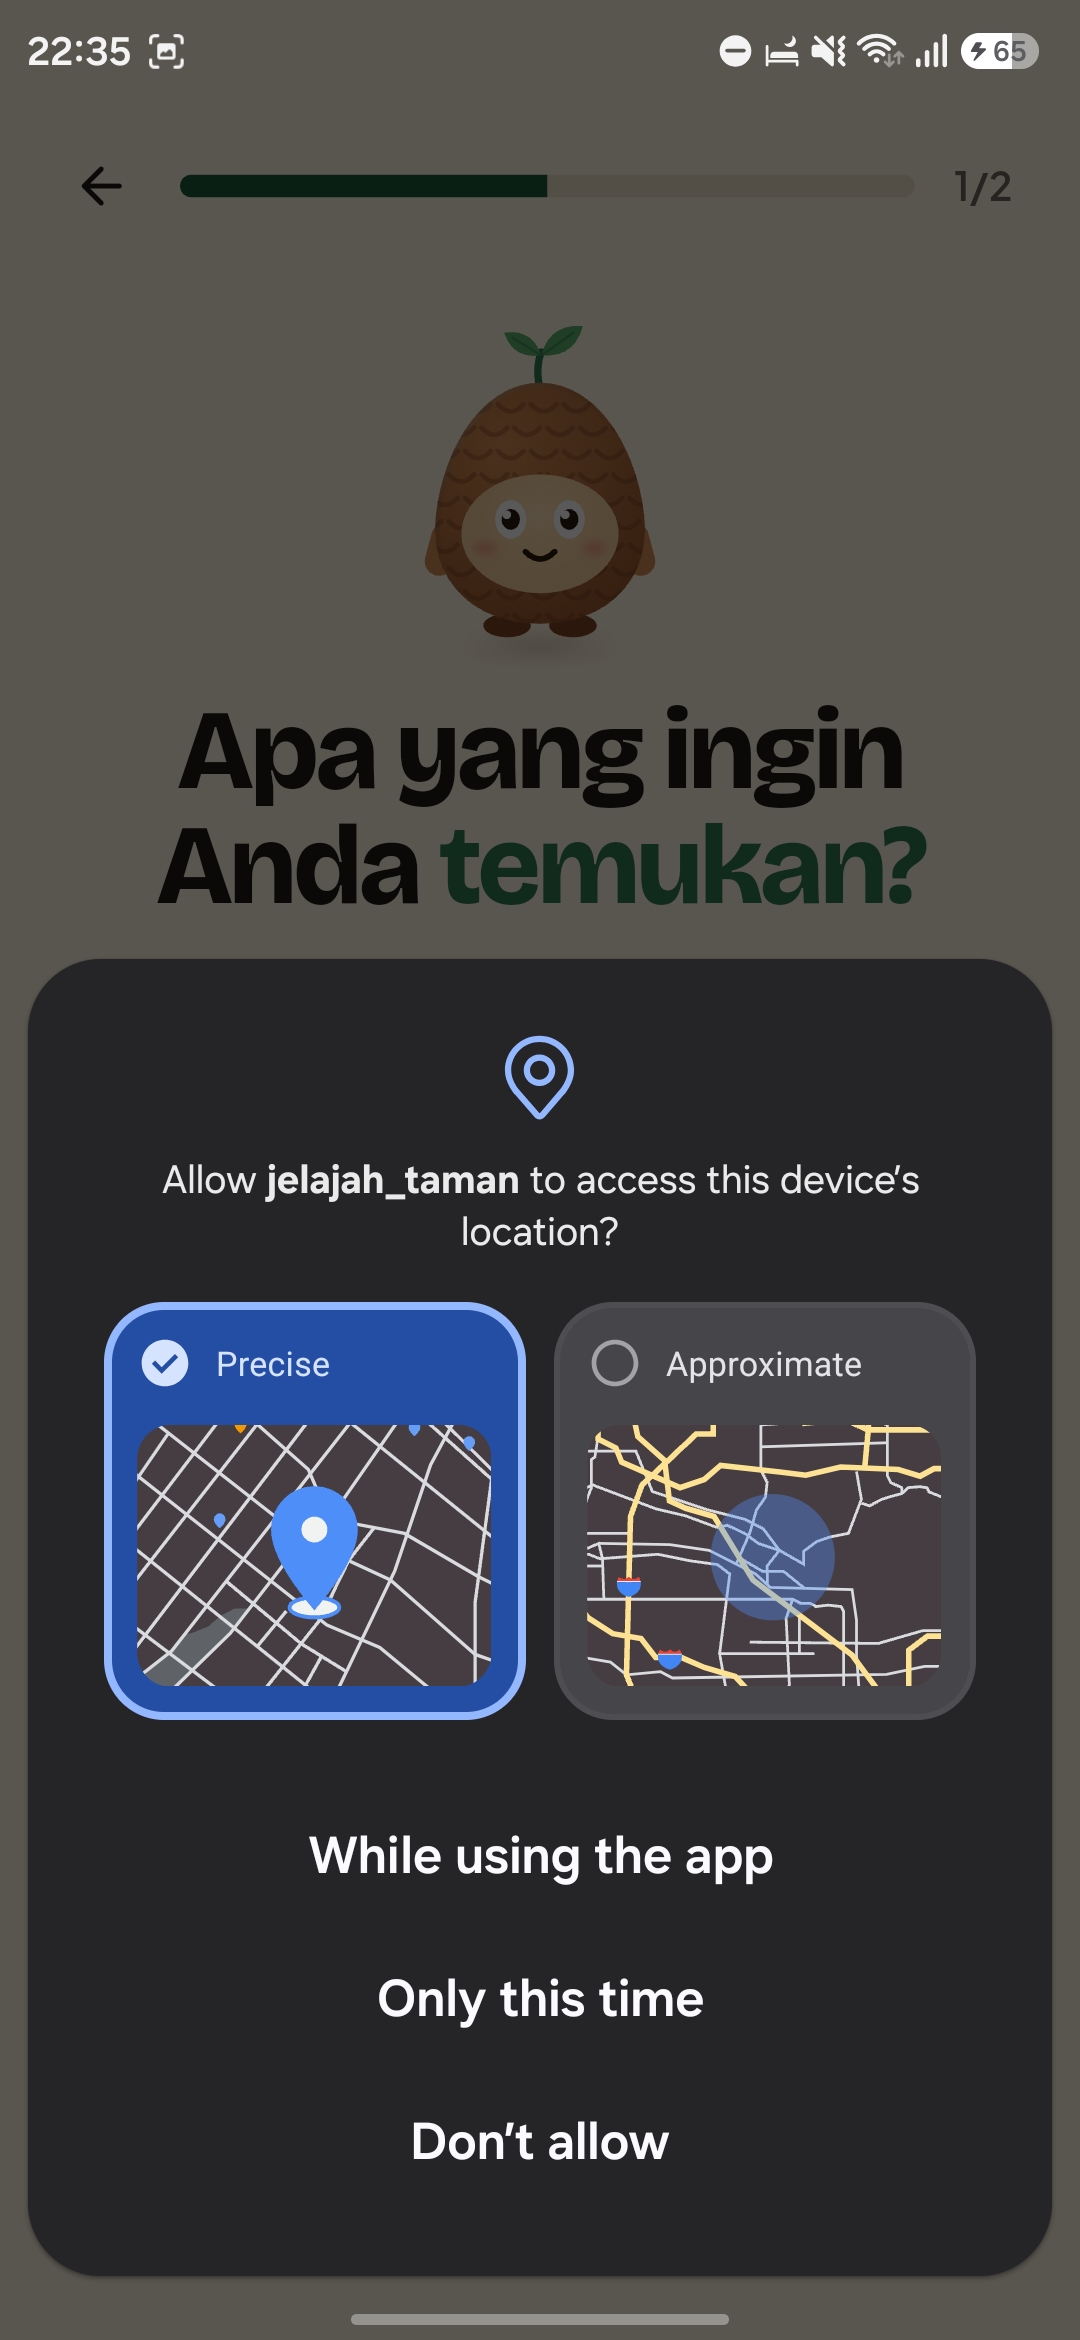 22:35
65
1/2
Apa yang ingin
Anda temukan?
Allow jelajah_taman to access this device’s
location?
Precise
Approximate
While using the app
Only this time
Don’t allow